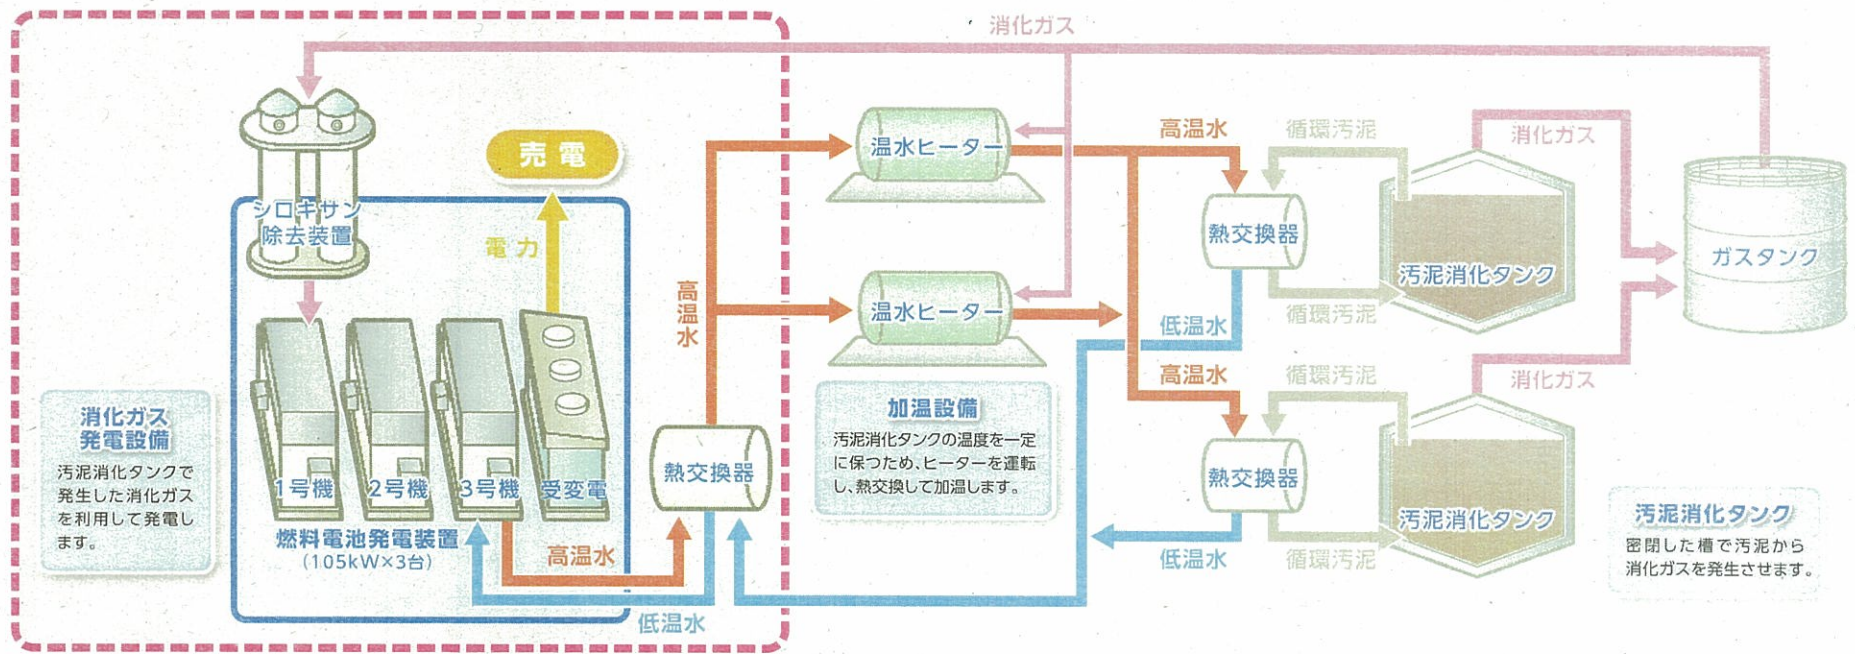 消化ガス
シロキサン
除去装置
売電
電力
1号機
2号機
3号機
受変電
燃料電池発電装置
(105kW×3台)
高温水
低温水
熱交換器
高温水
消化ガス
発電設備
汚泥消化タンクで
発生した消化ガス
を利用して発電し
ます。
温水ヒーター
温水ヒーター
加温設備
汚泥消化タンクの温度を一定
に保つため、ヒーターを運転
し、熱交換して加温します。
高温水
循環汚泥
消化ガス
熱交換器
汚泥消化タンク
ガスタンク
低温水
循環汚泥
高温水
循環汚泥
消化ガス
熱交換器
汚泥消化タンク
低温水
循環汚泥
汚泥消化タンク
密閉した槽で汚泥から
消化ガスを発生させます。